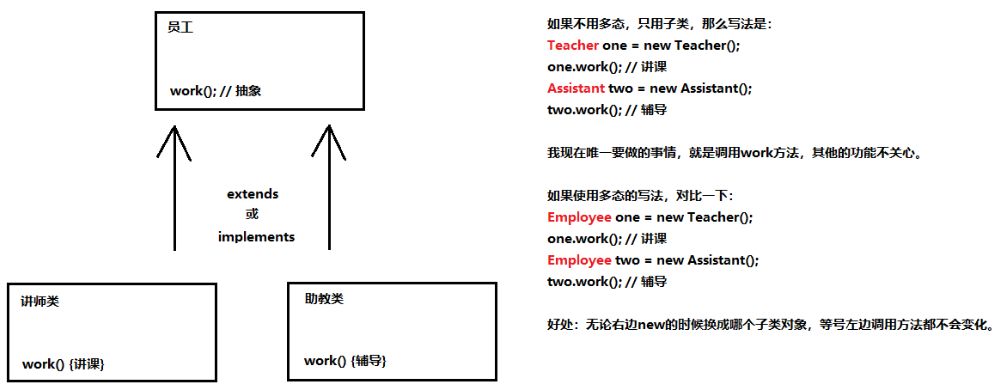 员工
work(); // 抽象
extends
或
implements
讲师类
work() {讲课}
助教类
work() {辅导}
如果不用多态，只用子类，那么写法是：
Teacher one = new Teacher();
one.work(); // 讲课
Assistant two = new Assistant();
two.work(); // 辅导
我现在唯一要做的事情，就是调用work方法，其他的功能不关心。
如果使用多态的写法，对比一下：
Employee one = new Teacher();
one.work(); // 讲课
Employee two = new Assistant();
two.work(); // 辅导
好处：无论右边new的时候换成哪个子类对象，等号左边调用方法都不会变化。